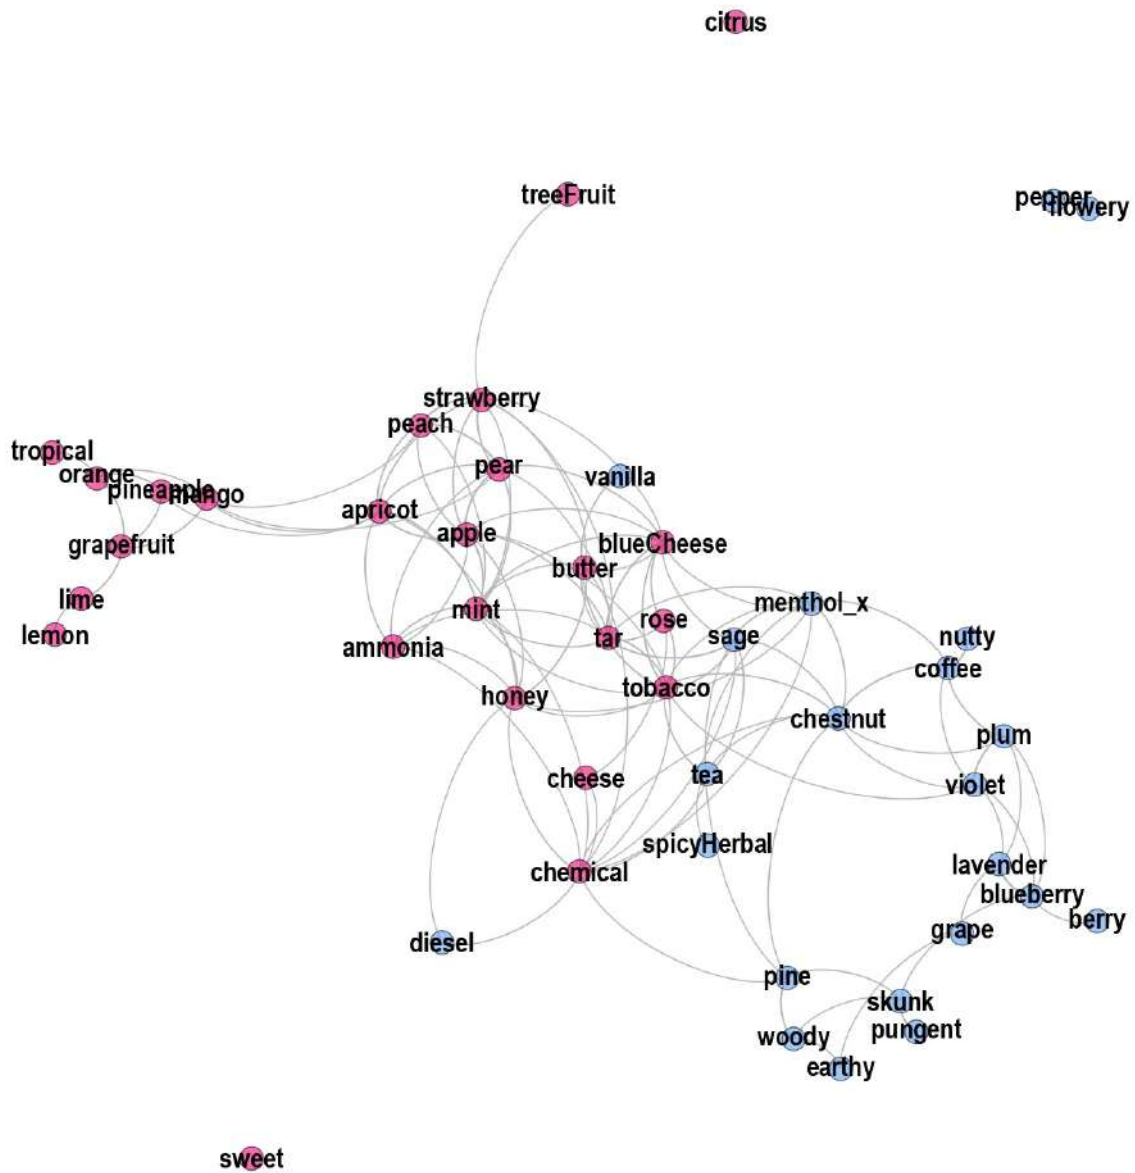 citrus
treeFruit
pepper
flowery
strawberry
peach
tropical
orange
pineapple
mango
pear
vanilla
apricot
apple
blueCheese
grapefruit
butter
lime
lemon
mint
menthol_x
rose
sage
tar
ammonia
nutty
coffee
honey
tobacco
chestnut
plum
cheese
tea
violet
spicyHerbal
chemical
lavender
blueberry
berry
grape
diesel
pine
skunk
pungent
woody
earthy
sweet